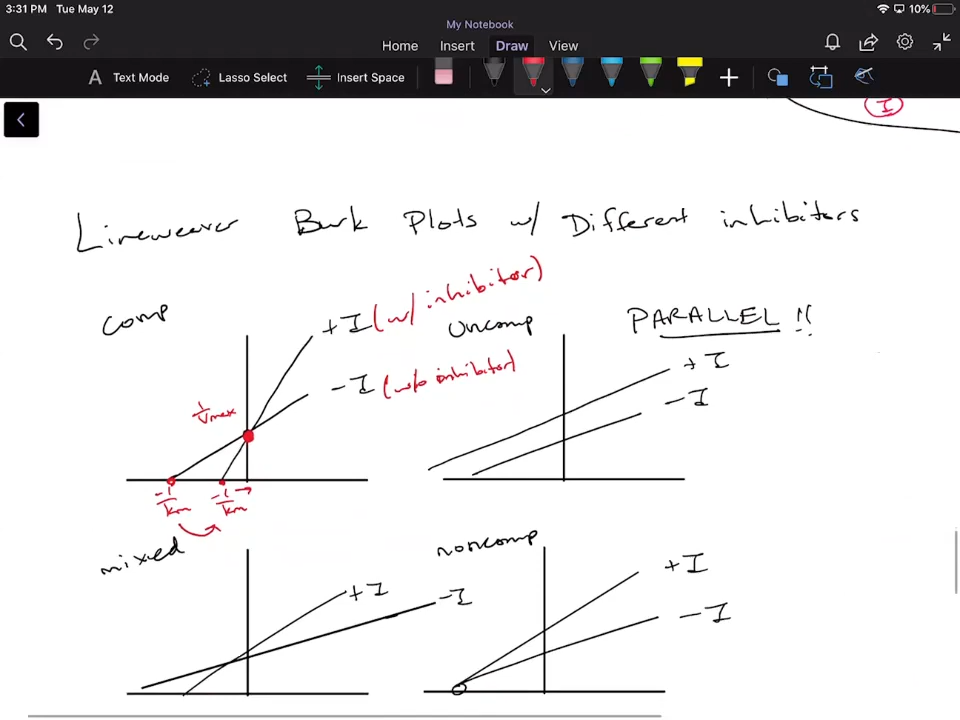 3:31 PM Tue May 12
10%
My Notebook
Home Insert Draw View
A Text Mode Lasso Select Insert Space
I
Lineweaver Burk Plots w/ Different inhibitors
comp
+I (w/ inhibitor)
-I (w/o inhibitor)
1/Vmax
-1/km
-1/km
Uncomp
PARALLEL !!
+I
-I
mixed
+I
-I
noncomp
+I
-I